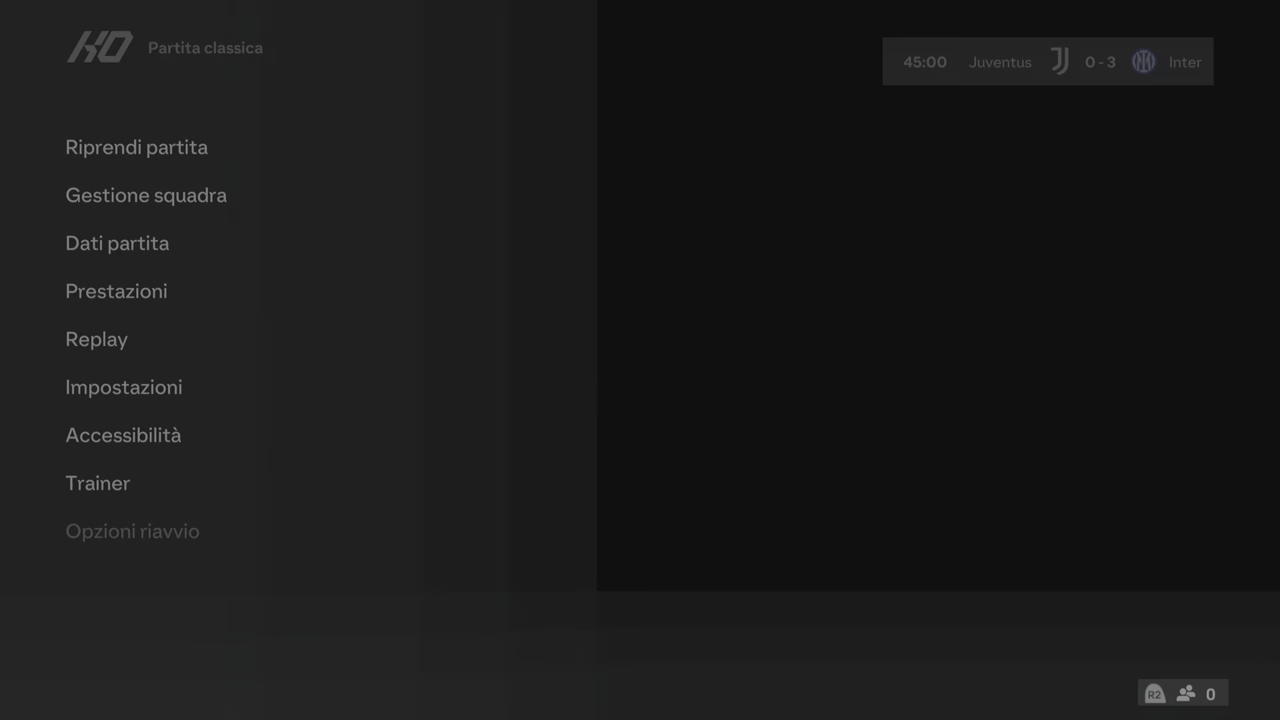 KO Partita classica
45:00 Juventus 0 - 3 Inter
Riprendi partita
Gestione squadra
Dati partita
Prestazioni
Replay
Impostazioni
Accessibilità
Trainer
Opzioni riavvio
R2 0